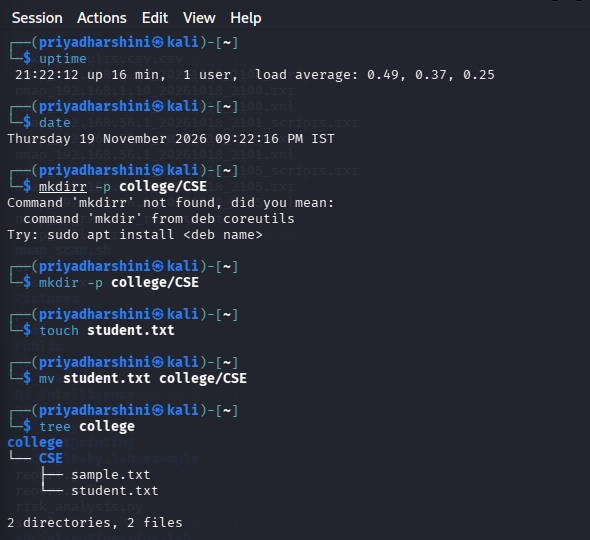 Session Actions Edit View Help
┌──(priyadharshini㉿kali)-[~]
└─$ uptime
 21:22:12 up 16 min,  1 user,  load average: 0.49, 0.37, 0.25
┌──(priyadharshini㉿kali)-[~]
└─$ date
Thursday 19 November 2026 09:22:16 PM IST
┌──(priyadharshini㉿kali)-[~]
└─$ mkdirr -p college/CSE
Command 'mkdirr' not found, did you mean:
  command 'mkdir' from deb coreutils
Try: sudo apt install <deb name>
┌──(priyadharshini㉿kali)-[~]
└─$ mkdir -p college/CSE
┌──(priyadharshini㉿kali)-[~]
└─$ touch student.txt
┌──(priyadharshini㉿kali)-[~]
└─$ mv student.txt college/CSE
┌──(priyadharshini㉿kali)-[~]
└─$ tree college
college
└── CSE
    ├── sample.txt
    └── student.txt
2 directories, 2 files